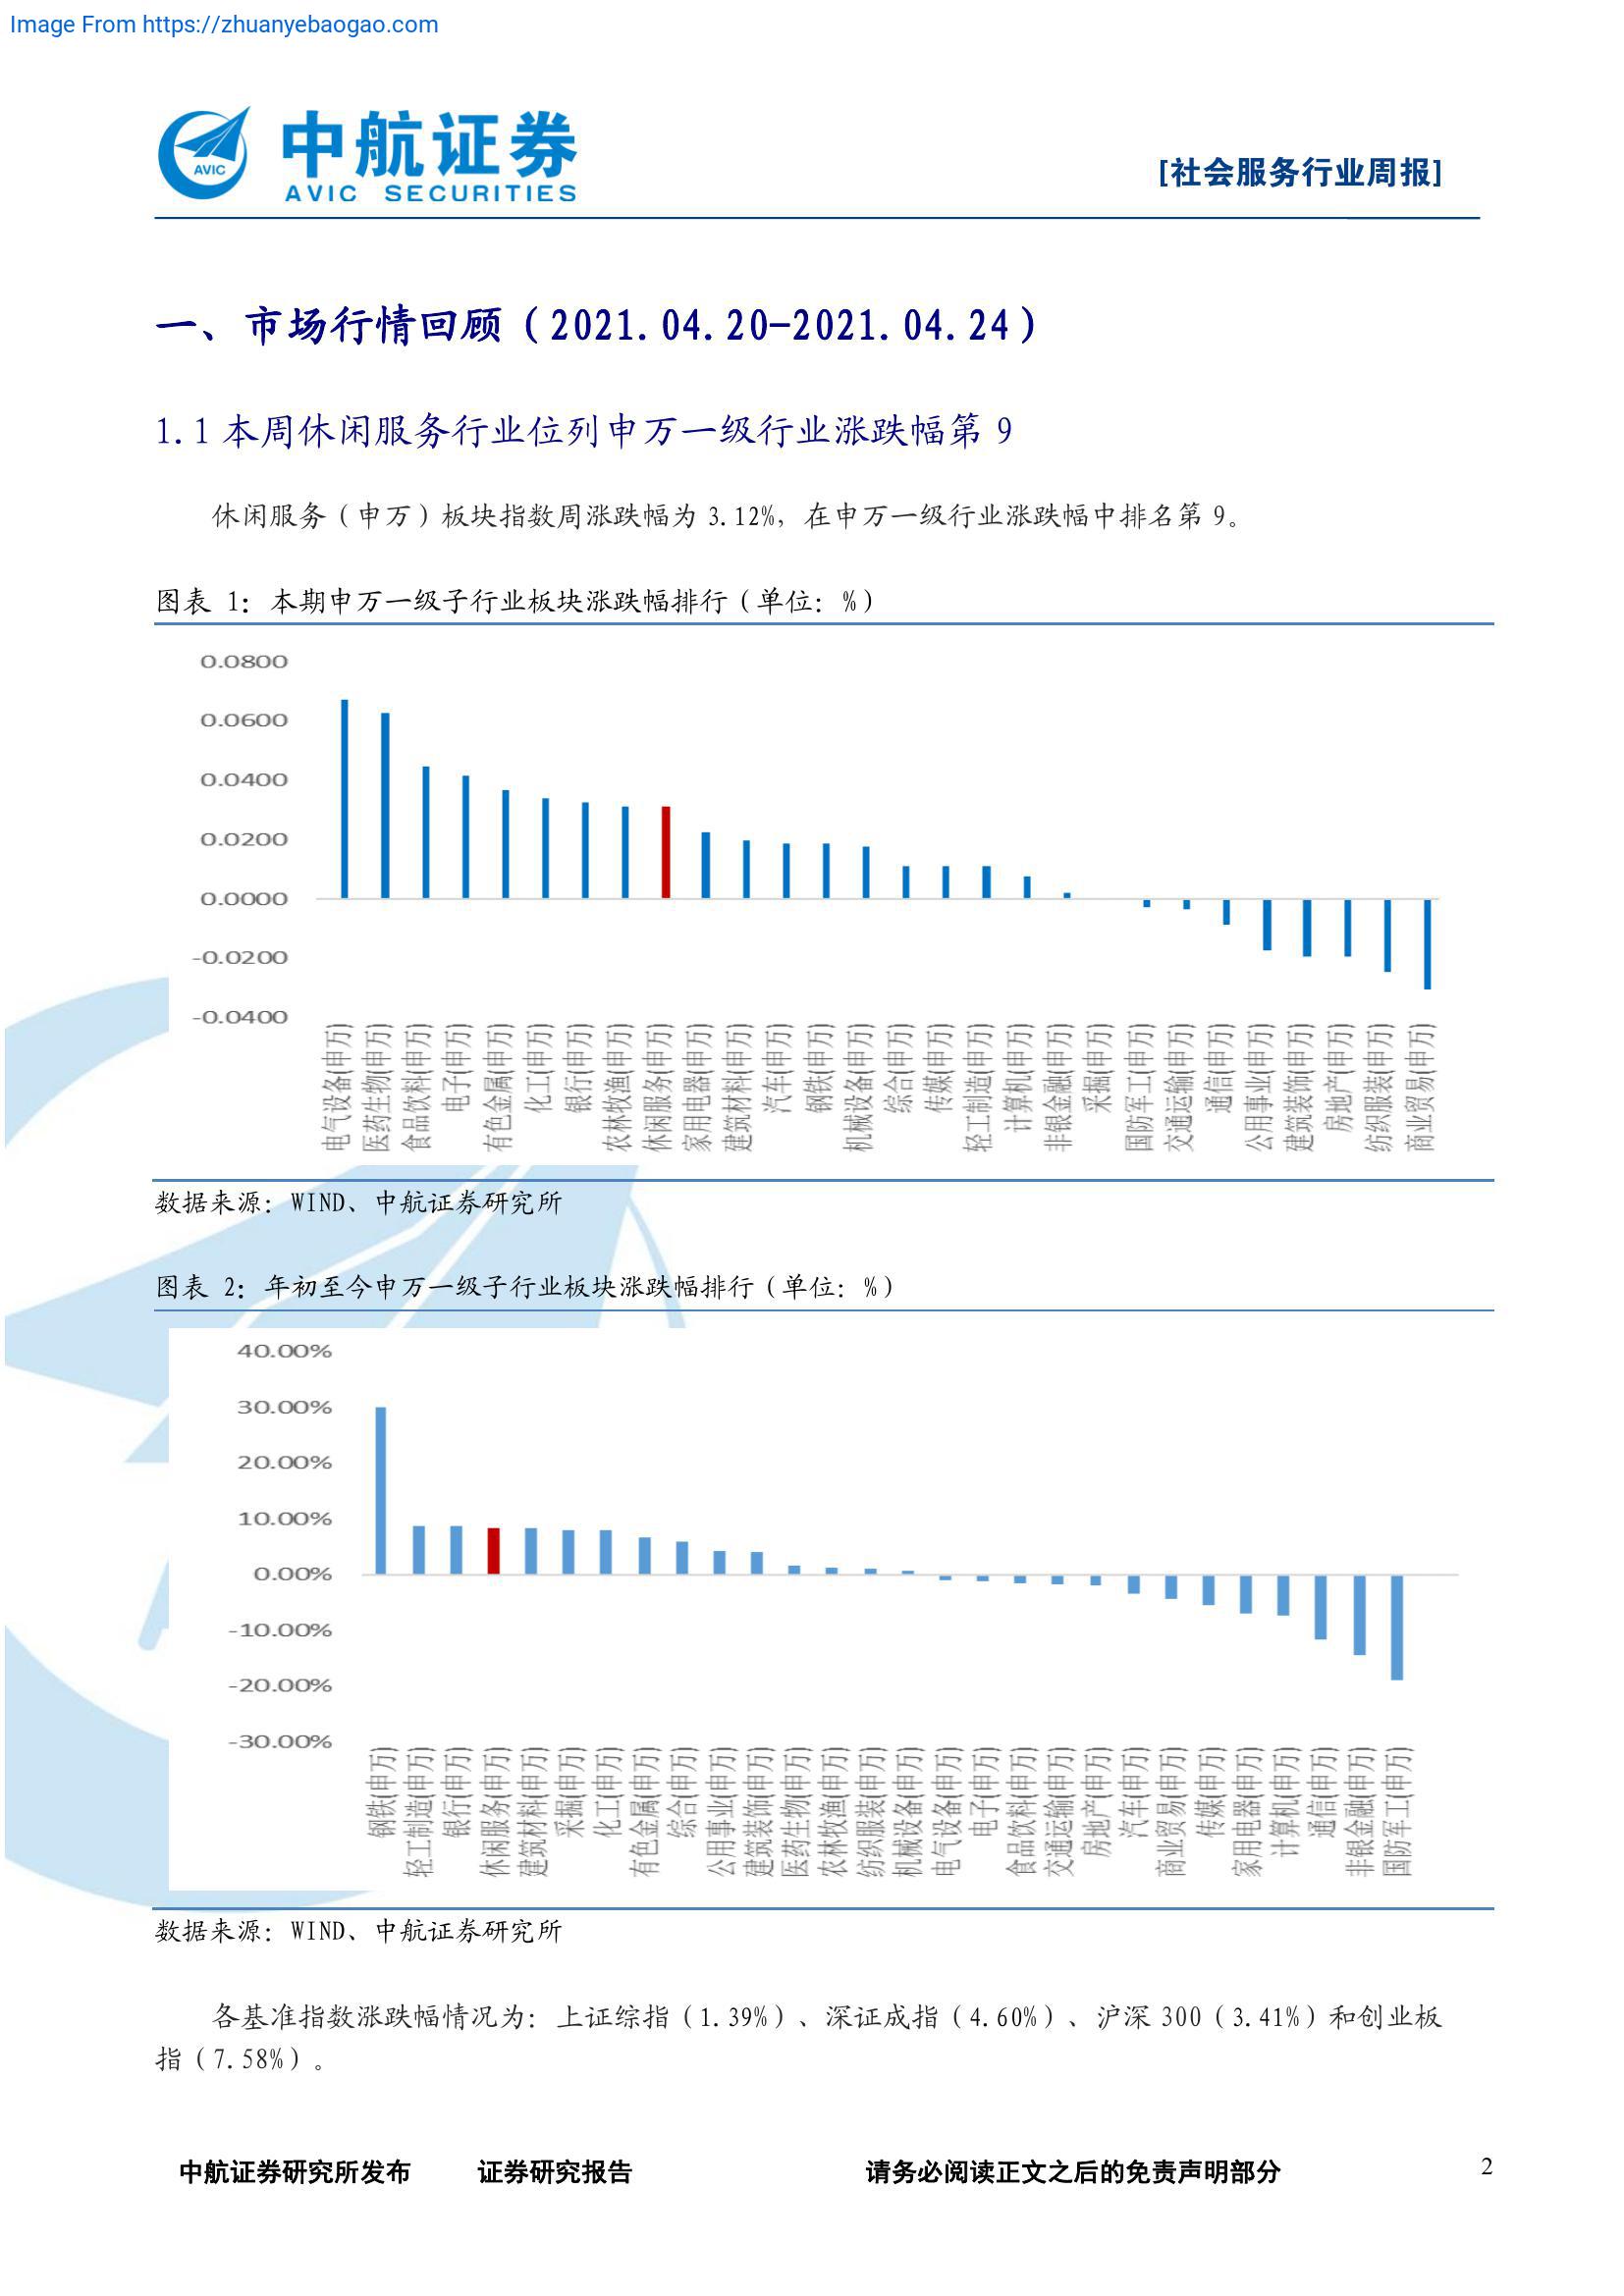 Image From https://zhuanyebaogao.com
中航证券
AVIC SECURITIES
AVIC
[社会服务行业周报]
一、市场行情回顾（2021.04.20-2021.04.24）
1.1 本周休闲服务行业位列申万一级行业涨跌幅第 9
休闲服务（申万）板块指数周涨跌幅为 3.12%，在申万一级行业涨跌幅中排名第 9。
图表 1：本期申万一级子行业板块涨跌幅排行（单位：%）
0.0800
0.0600
0.0400
0.0200
0.0000
-0.0200
-0.0400
电气设备(申万)
医药生物(申万)
食品饮料(申万)
电子(申万)
有色金属(申万)
化工(申万)
银行(申万)
农林牧渔(申万)
休闲服务(申万)
家用电器(申万)
建筑材料(申万)
汽车(申万)
钢铁(申万)
机械设备(申万)
综合(申万)
传媒(申万)
轻工制造(申万)
计算机(申万)
非银金融(申万)
采掘(申万)
国防军工(申万)
交通运输(申万)
通信(申万)
公用事业(申万)
建筑装饰(申万)
房地产(申万)
纺织服装(申万)
商业贸易(申万)
数据来源：WIND、中航证券研究所
图表 2：年初至今申万一级子行业板块涨跌幅排行（单位：%）
40.00%
30.00%
20.00%
10.00%
0.00%
-10.00%
-20.00%
-30.00%
钢铁(申万)
轻工制造(申万)
银行(申万)
休闲服务(申万)
建筑材料(申万)
采掘(申万)
化工(申万)
有色金属(申万)
综合(申万)
公用事业(申万)
建筑装饰(申万)
医药生物(申万)
农林牧渔(申万)
纺织服装(申万)
机械设备(申万)
电气设备(申万)
电子(申万)
食品饮料(申万)
交通运输(申万)
房地产(申万)
汽车(申万)
商业贸易(申万)
传媒(申万)
家用电器(申万)
计算机(申万)
通信(申万)
非银金融(申万)
国防军工(申万)
数据来源：WIND、中航证券研究所
各基准指数涨跌幅情况为：上证综指（1.39%）、深证成指（4.60%）、沪深 300（3.41%）和创业板
指（7.58%）。
中航证券研究所发布 证券研究报告 请务必阅读正文之后的免责声明部分 2